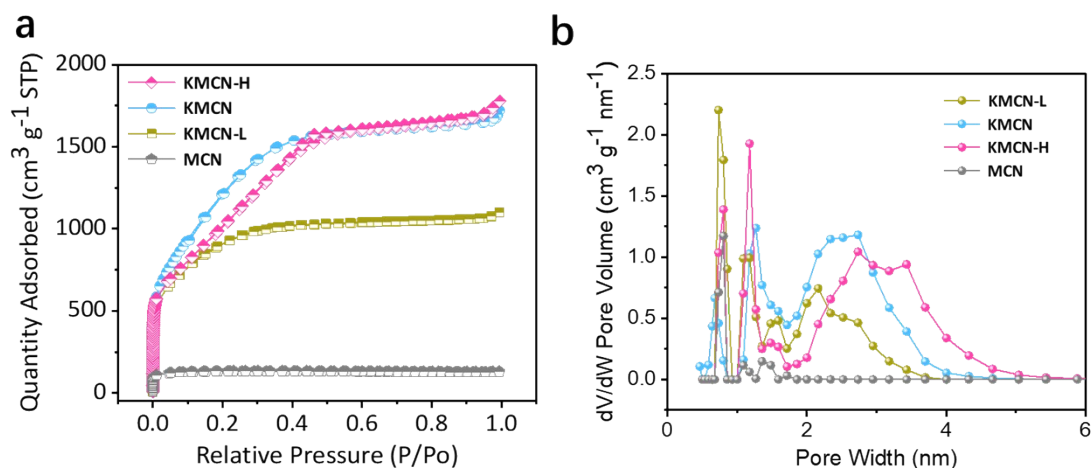 a
Quantity Adsorbed (cm³ g⁻¹ STP)
2000
1500
1000
500
0
KMCN-H
KMCN
KMCN-L
MCN
0.0 0.2 0.4 0.6 0.8 1.0
Relative Pressure (P/Po)
b
dV/dW Pore Volume (cm³ g⁻¹ nm⁻¹)
2.5
2.0
1.5
1.0
0.5
0.0
KMCN-L
KMCN
KMCN-H
MCN
0 2 4 6
Pore Width (nm)